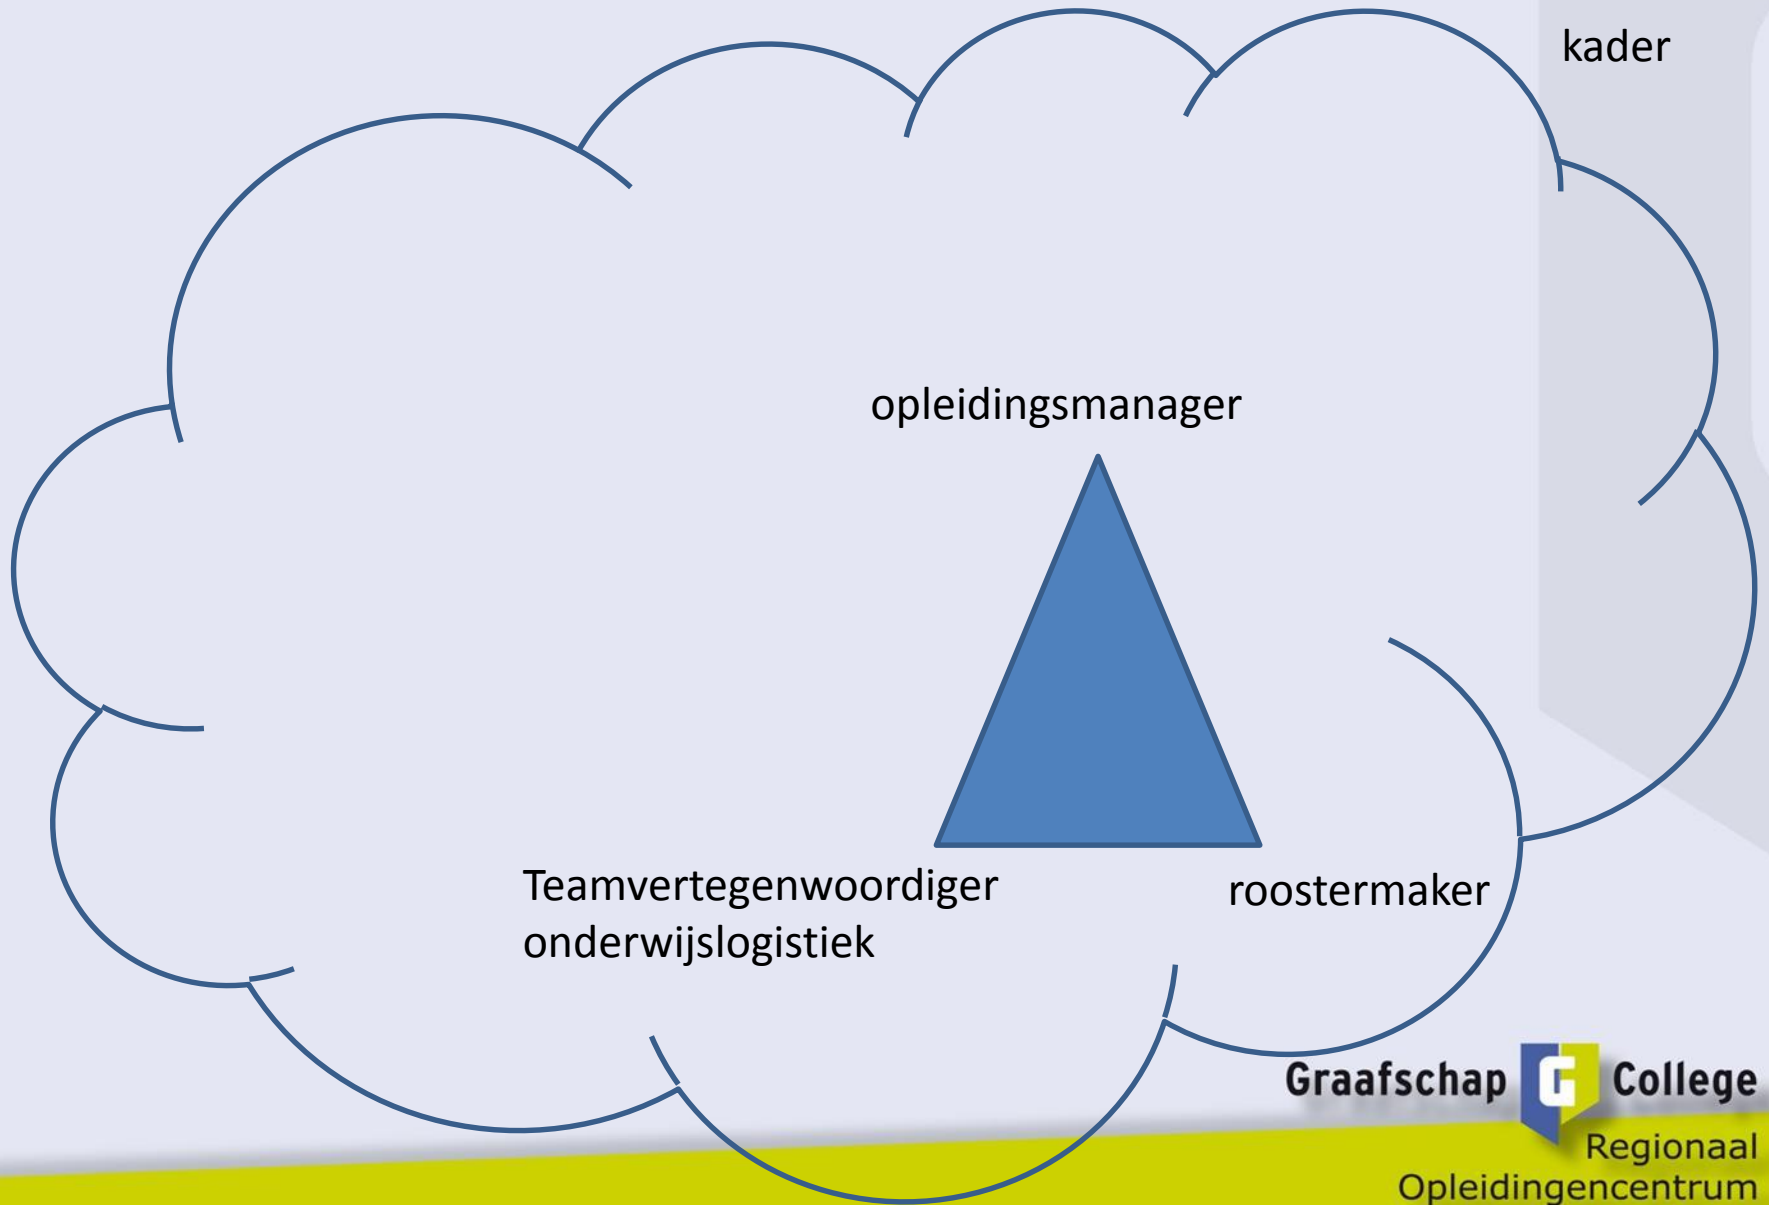 kader
opleidingsmanager
Teamvertegenwoordiger
onderwijslogistiek
roostermaker
Graafschap College
Regionaal
Opleidingencentrum